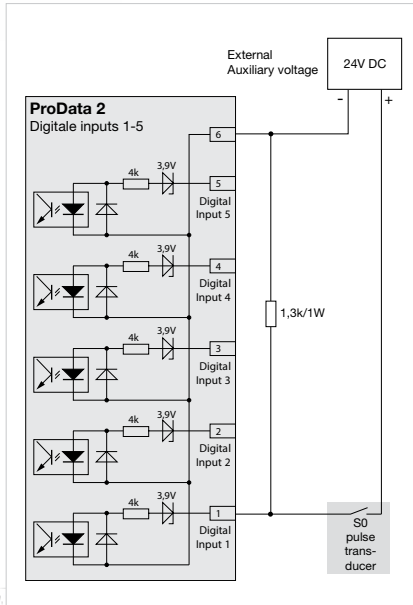 External
Auxiliary voltage
24V DC
- +
ProData 2
Digitale inputs 1-5
6
4k
3,9V
5
Digital
Input 5
4k
3,9V
4
Digital
Input 4
4k
3,9V
3
Digital
Input 3
1,3k/1W
4k
3,9V
2
Digital
Input 2
4k
3,9V
1
Digital
Input 1
S0
pulse
trans-
ducer